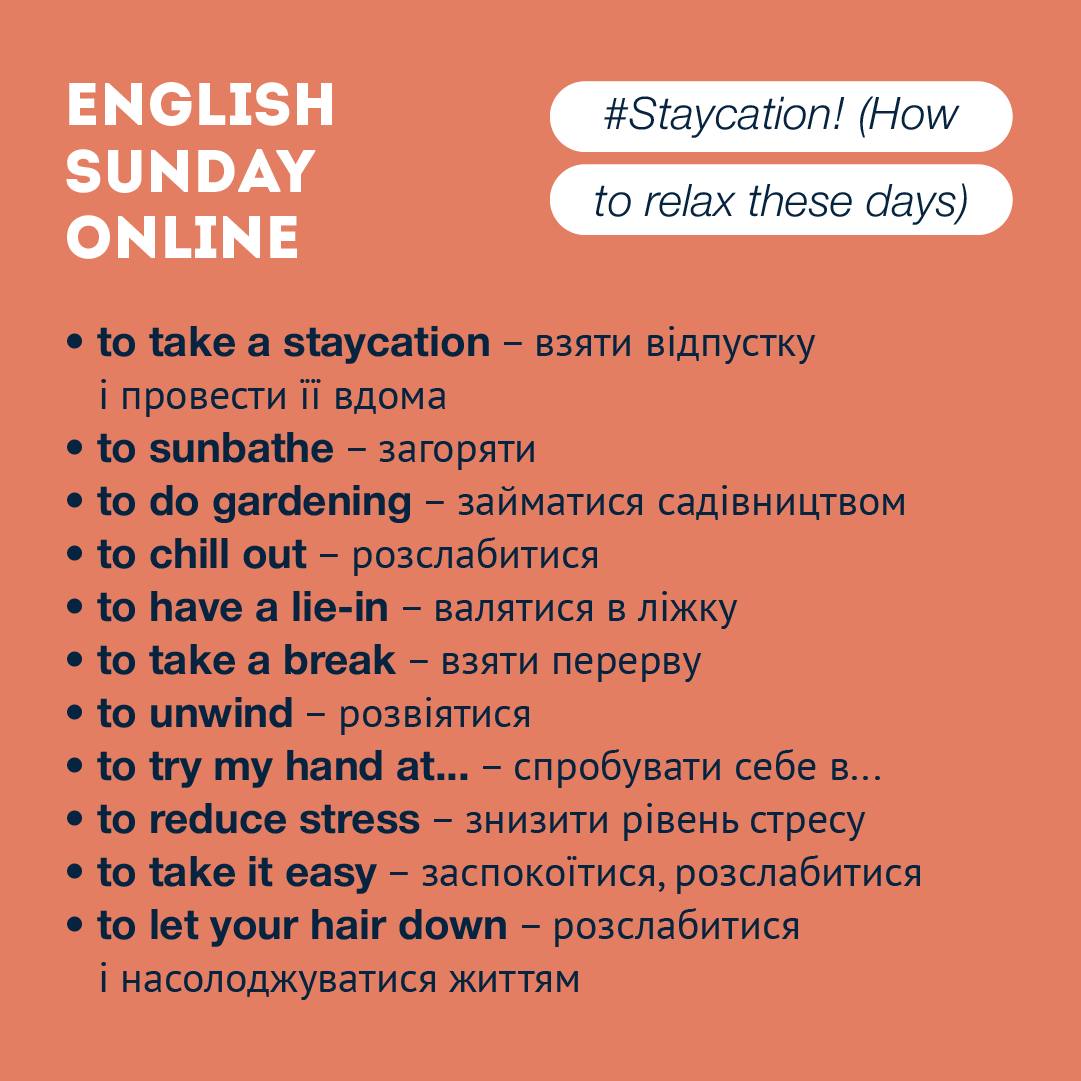 ENGLISH
SUNDAY
ONLINE
#Staycation! (How
to relax these days)
• to take a staycation – взяти відпустку
і провести її вдома
• to sunbathe – загоряти
• to do gardening – займатися садівництвом
• to chill out – розслабитися
• to have a lie-in – валятися в ліжку
• to take a break – взяти перерву
• to unwind – розвіятися
• to try my hand at... – спробувати себе в...
• to reduce stress – знизити рівень стресу
• to take it easy – заспокоїтися, розслабитися
• to let your hair down – розслабитися
і насолоджуватися життям